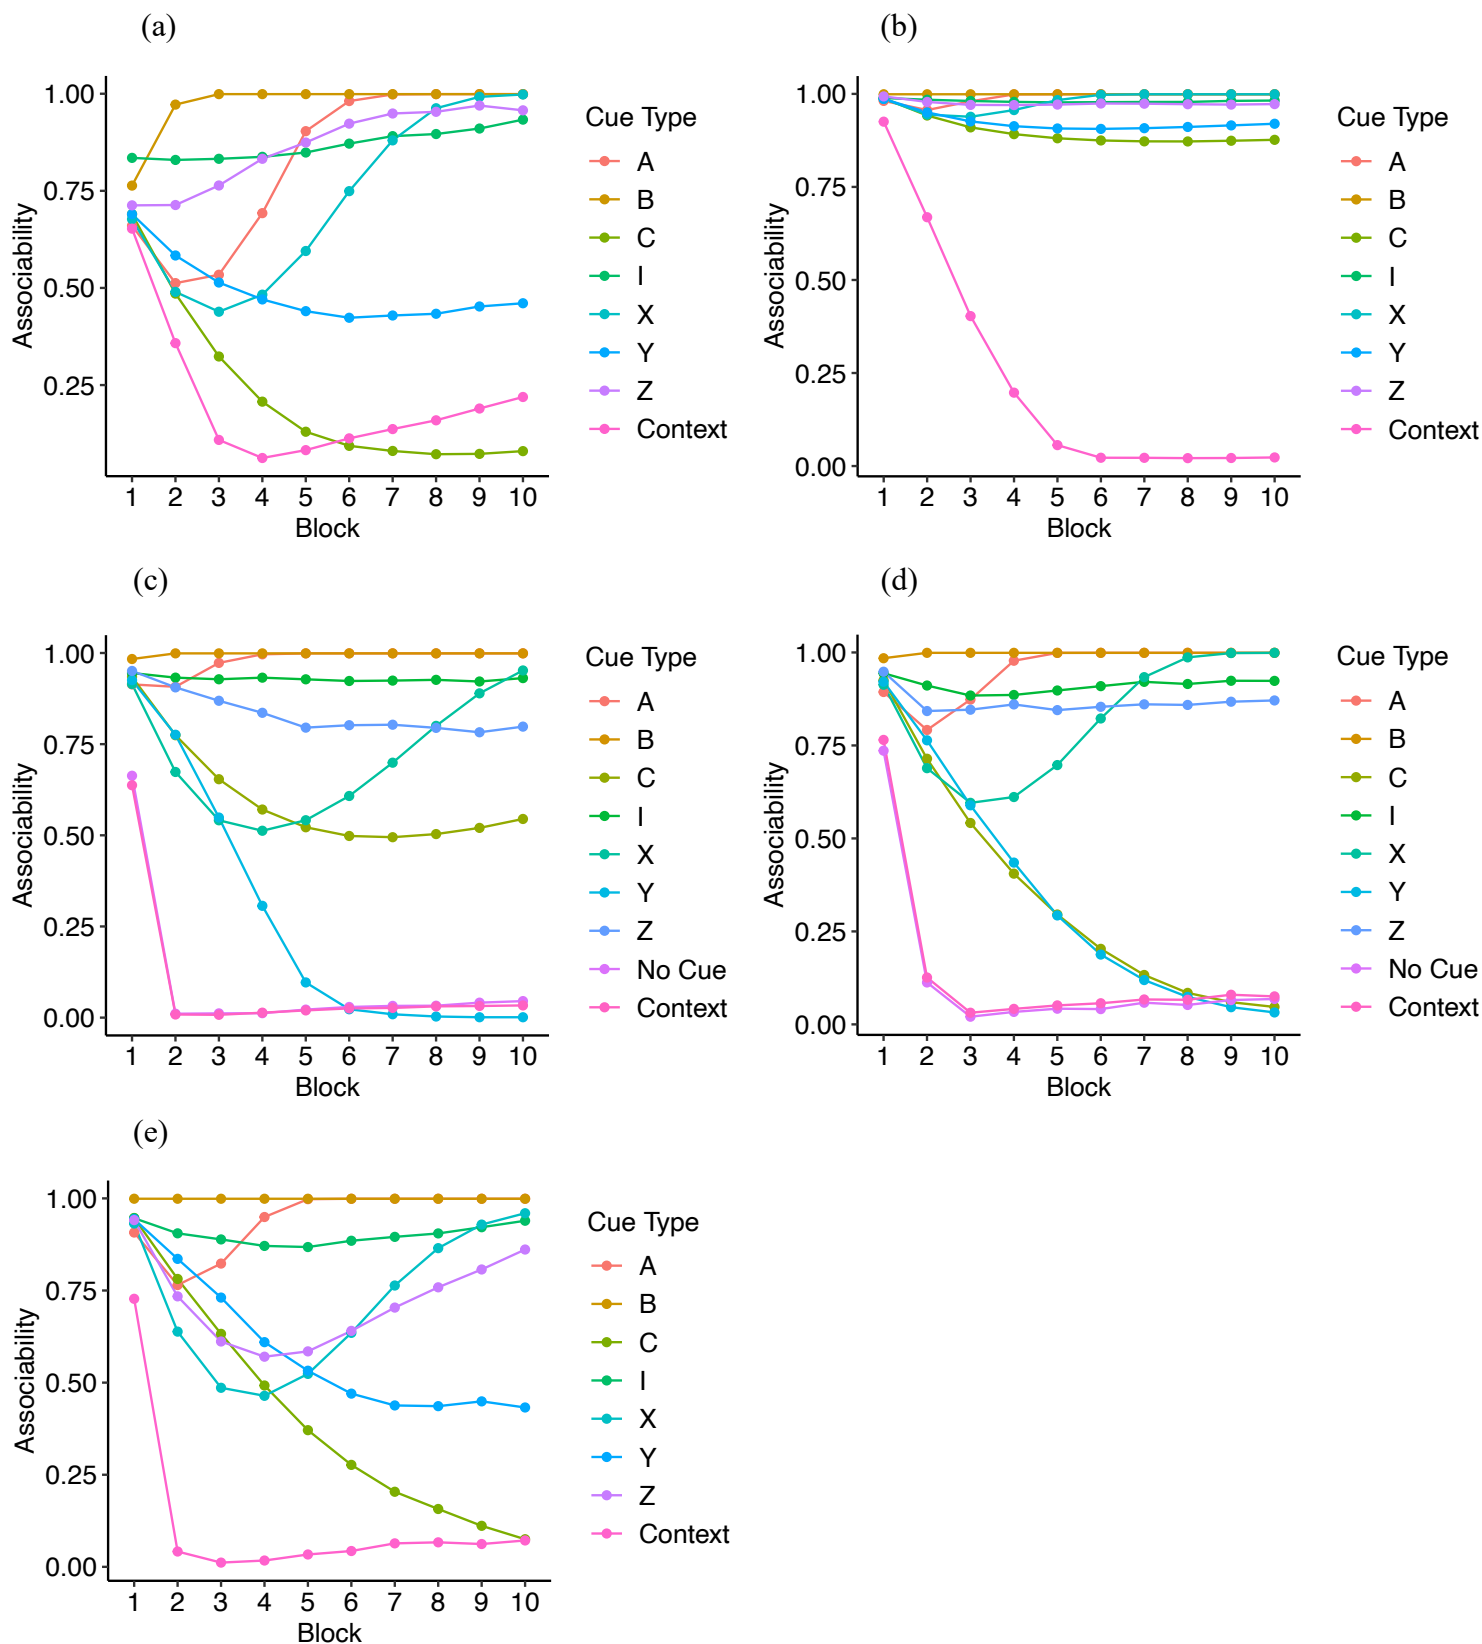 (a)
Associability
1.00
0.75
0.50
0.25
1 2 3 4 5 6 7 8 9 10
Block
Cue Type
A
B
C
I
X
Y
Z
Context
(b)
Associability
1.00
0.75
0.50
0.25
0.00
1 2 3 4 5 6 7 8 9 10
Block
Cue Type
A
B
C
I
X
Y
Z
Context
(c)
Associability
1.00
0.75
0.50
0.25
0.00
1 2 3 4 5 6 7 8 9 10
Block
Cue Type
A
B
C
I
X
Y
Z
No Cue
Context
(d)
Associability
1.00
0.75
0.50
0.25
0.00
1 2 3 4 5 6 7 8 9 10
Block
Cue Type
A
B
C
I
X
Y
Z
No Cue
Context
(e)
Associability
1.00
0.75
0.50
0.25
0.00
1 2 3 4 5 6 7 8 9 10
Block
Cue Type
A
B
C
I
X
Y
Z
Context